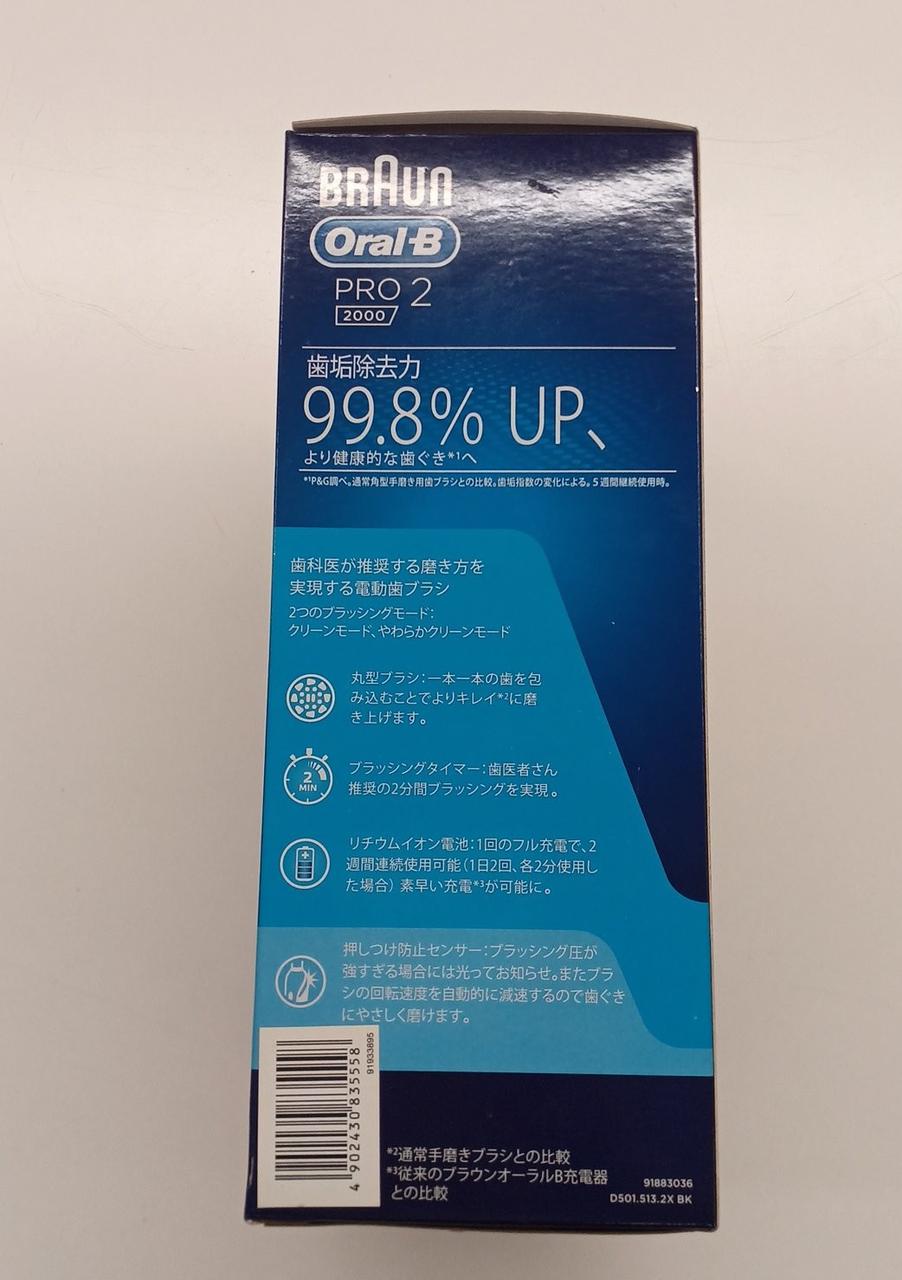 BRAUN
Oral-B
PRO 2
2000
歯垢除去力
99.8% UP、
より健康的な歯ぐき*1へ
*1P&G調べ。通常角型手磨き用歯ブラシとの比較。歯垢指数の変化による。5週間継続使用時。
歯科医が推奨する磨き方を
実現する電動歯ブラシ
2つのブラッシングモード:
クリーンモード、やわらかクリーンモード
丸型ブラシ:一本一本の歯を包
み込むことでよりキレイ*2に磨
き上げます。
2
MIN
ブラッシングタイマー:歯医者さん
推奨の2分間ブラッシングを実現。
リチウムイオン電池:1回のフル充電で、2
週間連続使用可能(1日2回、各2分使用し
た場合) 素早い充電*3が可能に。
押しつけ防止センサー:ブラッシング圧が
強すぎる場合には光ってお知らせ。またブラ
シの回転速度を自動的に減速するので歯ぐき
にやさしく磨けます。
91933895
4 902430 835558
*2通常手磨きブラシとの比較
*3従来のブラウンオーラルB充電器
との比較
91883036
D501.513.2X BK